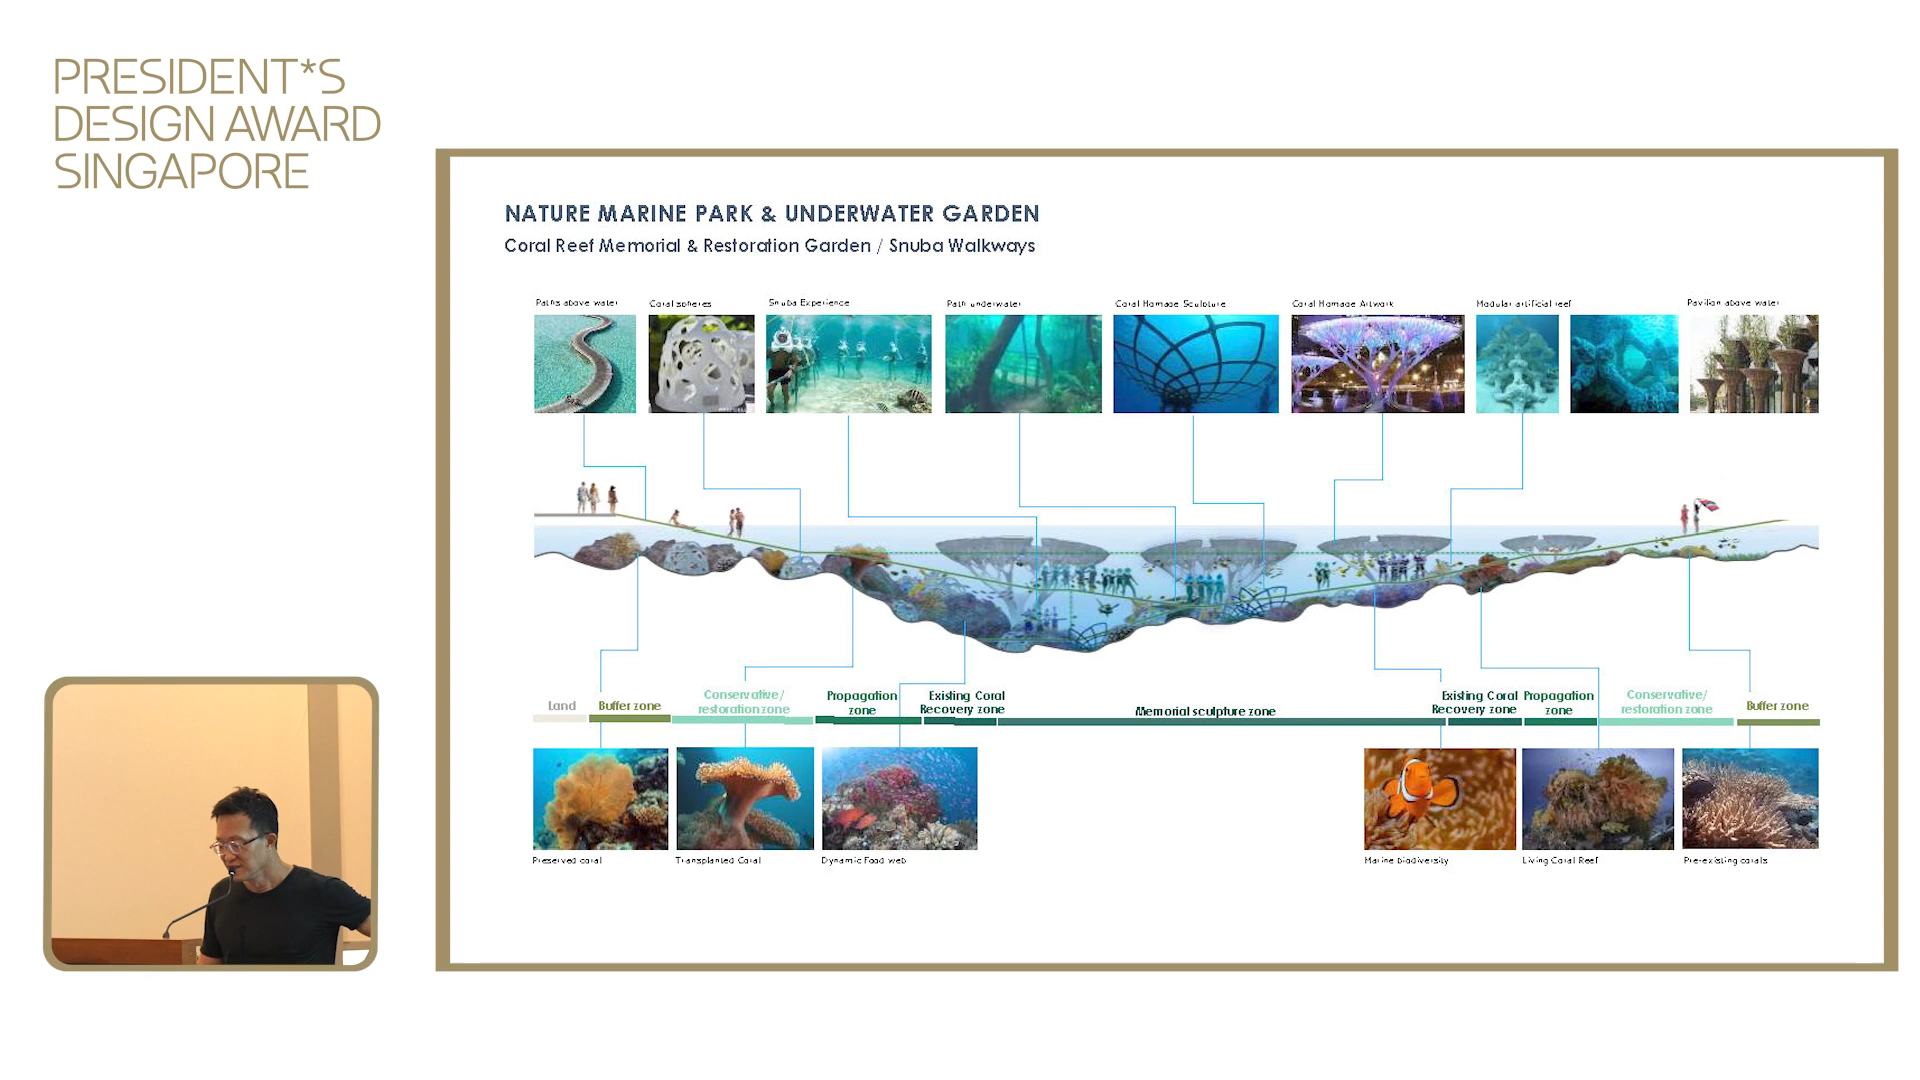 PRESIDENT*S
DESIGN AWARD
SINGAPORE
NATURE MARINE PARK & UNDERWATER GARDEN
Coral Reef Memorial & Restoration Garden / Snuba Walkways
Paths above water
Coral spheres
Snuba Experience
Path underwater
Coral Homage Sculpture
Coral Homage Artwork
Modular artificial reef
Pavilion above water
Land
Buffer zone
Conservative/
restoration zone
Propagation
zone
Existing Coral
Recovery zone
Memorial sculpture zone
Existing Coral
Recovery zone
Propagation
zone
Conservative/
restoration zone
Buffer zone
Preserved coral
Transplanted Coral
Dynamic Food web
Marine biodiversity
Living Coral Reef
Pre-existing corals